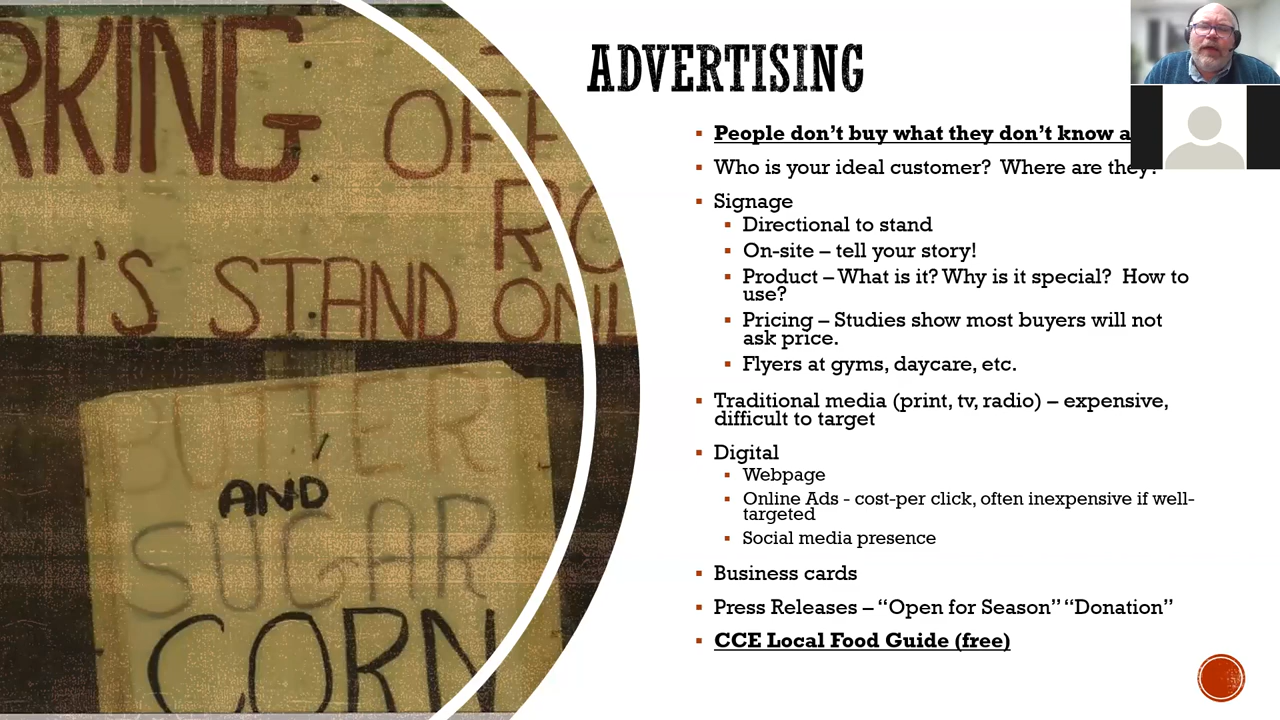 RKING
OFF
RO
TTI'S STAND ONL
BUTTER
AND
SUGAR
CORN
ADVERTISING
▪ People don't buy what they don't know a
▪ Who is your ideal customer?  Where are they?
▪ Signage
▪ Directional to stand
▪ On-site – tell your story!
▪ Product – What is it? Why is it special?  How to
use?
▪ Pricing – Studies show most buyers will not
ask price.
▪ Flyers at gyms, daycare, etc.
▪ Traditional media (print, tv, radio) – expensive,
difficult to target
▪ Digital
▪ Webpage
▪ Online Ads - cost-per click, often inexpensive if well-
targeted
▪ Social media presence
▪ Business cards
▪ Press Releases – “Open for Season” “Donation”
▪ CCE Local Food Guide (free)